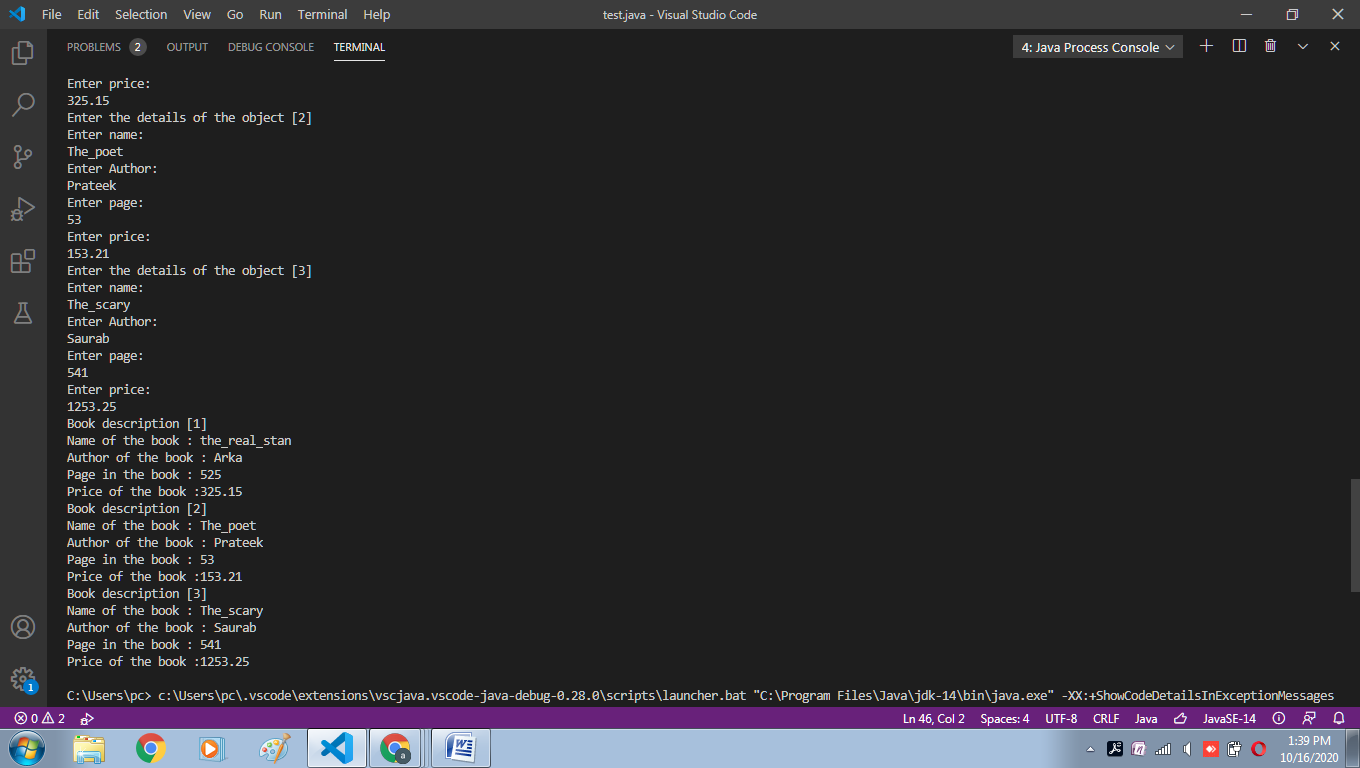 File Edit Selection View Go Run Terminal Help test.java - Visual Studio Code
PROBLEMS 2 OUTPUT DEBUG CONSOLE TERMINAL 4: Java Process Console
Enter price:
325.15
Enter the details of the object [2]
Enter name:
The_poet
Enter Author:
Prateek
Enter page:
53
Enter price:
153.21
Enter the details of the object [3]
Enter name:
The_scary
Enter Author:
Saurab
Enter page:
541
Enter price:
1253.25
Book description [1]
Name of the book : the_real_stan
Author of the book : Arka
Page in the book : 525
Price of the book :325.15
Book description [2]
Name of the book : The_poet
Author of the book : Prateek
Page in the book : 53
Price of the book :153.21
Book description [3]
Name of the book : The_scary
Author of the book : Saurab
Page in the book : 541
Price of the book :1253.25
C:\Users\pc> c:\Users\pc\.vscode\extensions\vscjava.vscode-java-debug-0.28.0\scripts\launcher.bat "C:\Program Files\Java\jdk-14\bin\java.exe" -XX:+ShowCodeDetailsInExceptionMessages
1
0 2 Ln 46, Col 2 Spaces: 4 UTF-8 CRLF Java JavaSE-14
a W
1:39 PM
10/16/2020